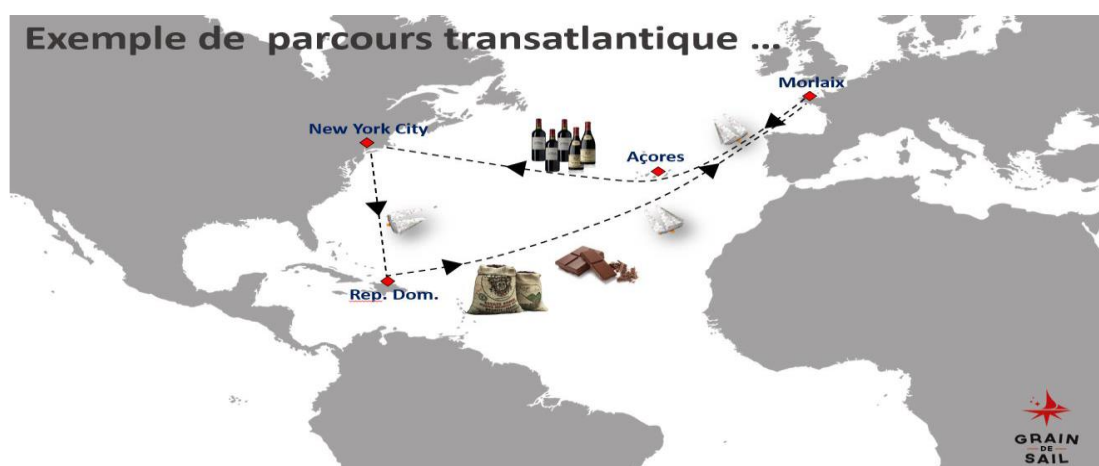 Exemple de parcours transatlantique ...
Morlaix
New York City
Açores
Rep. Dom.
GRAIN
DE
SAIL